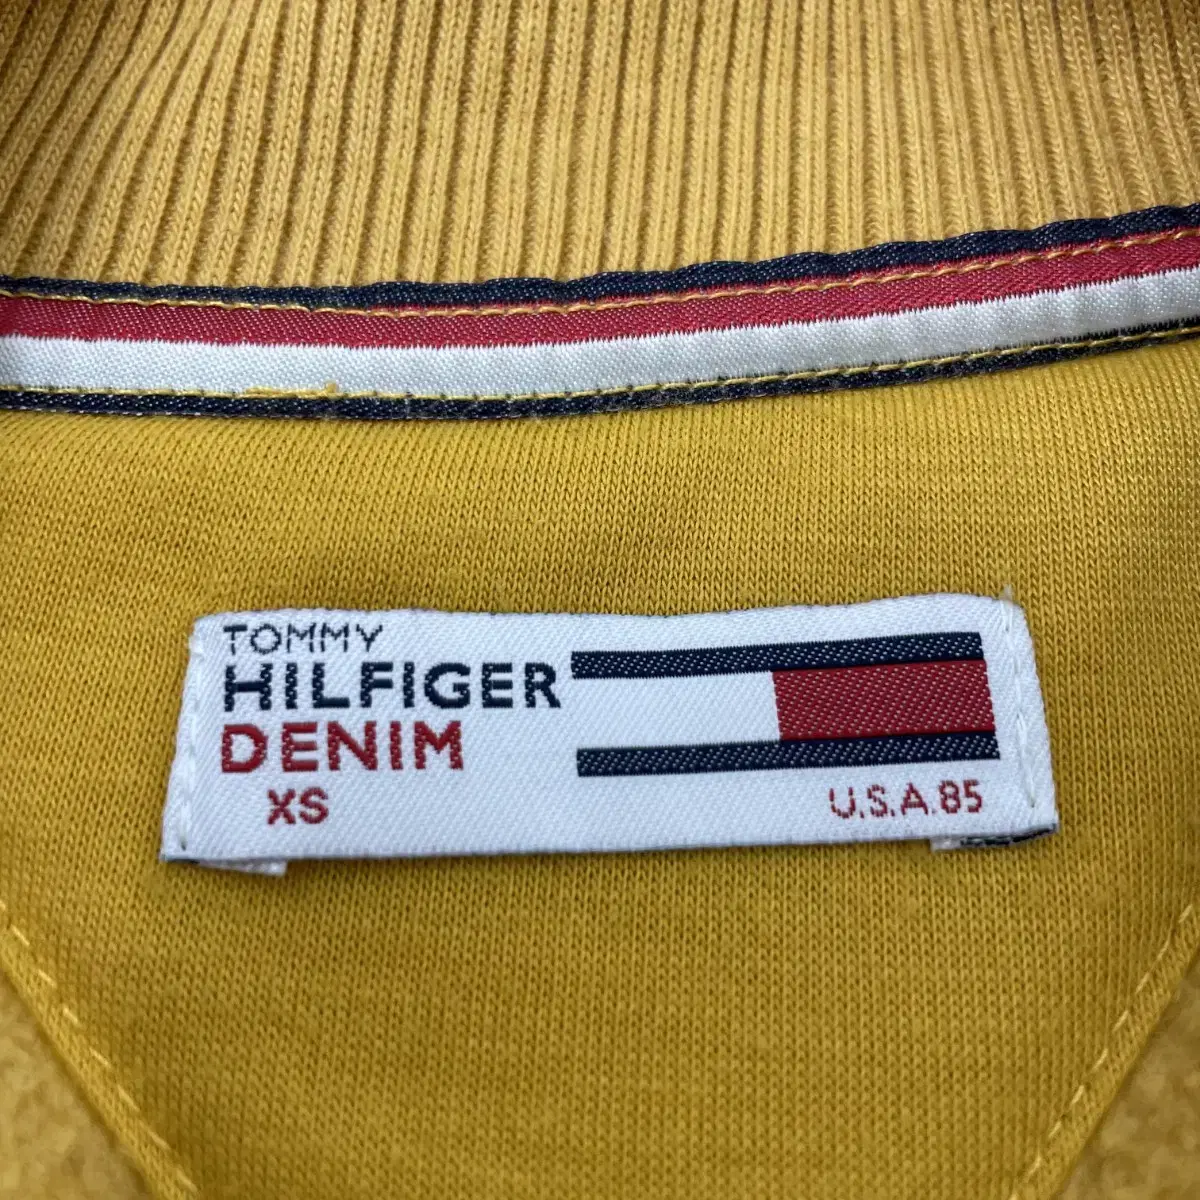 TOMMY
HILFIGER
DENIM
XS
U.S.A.85